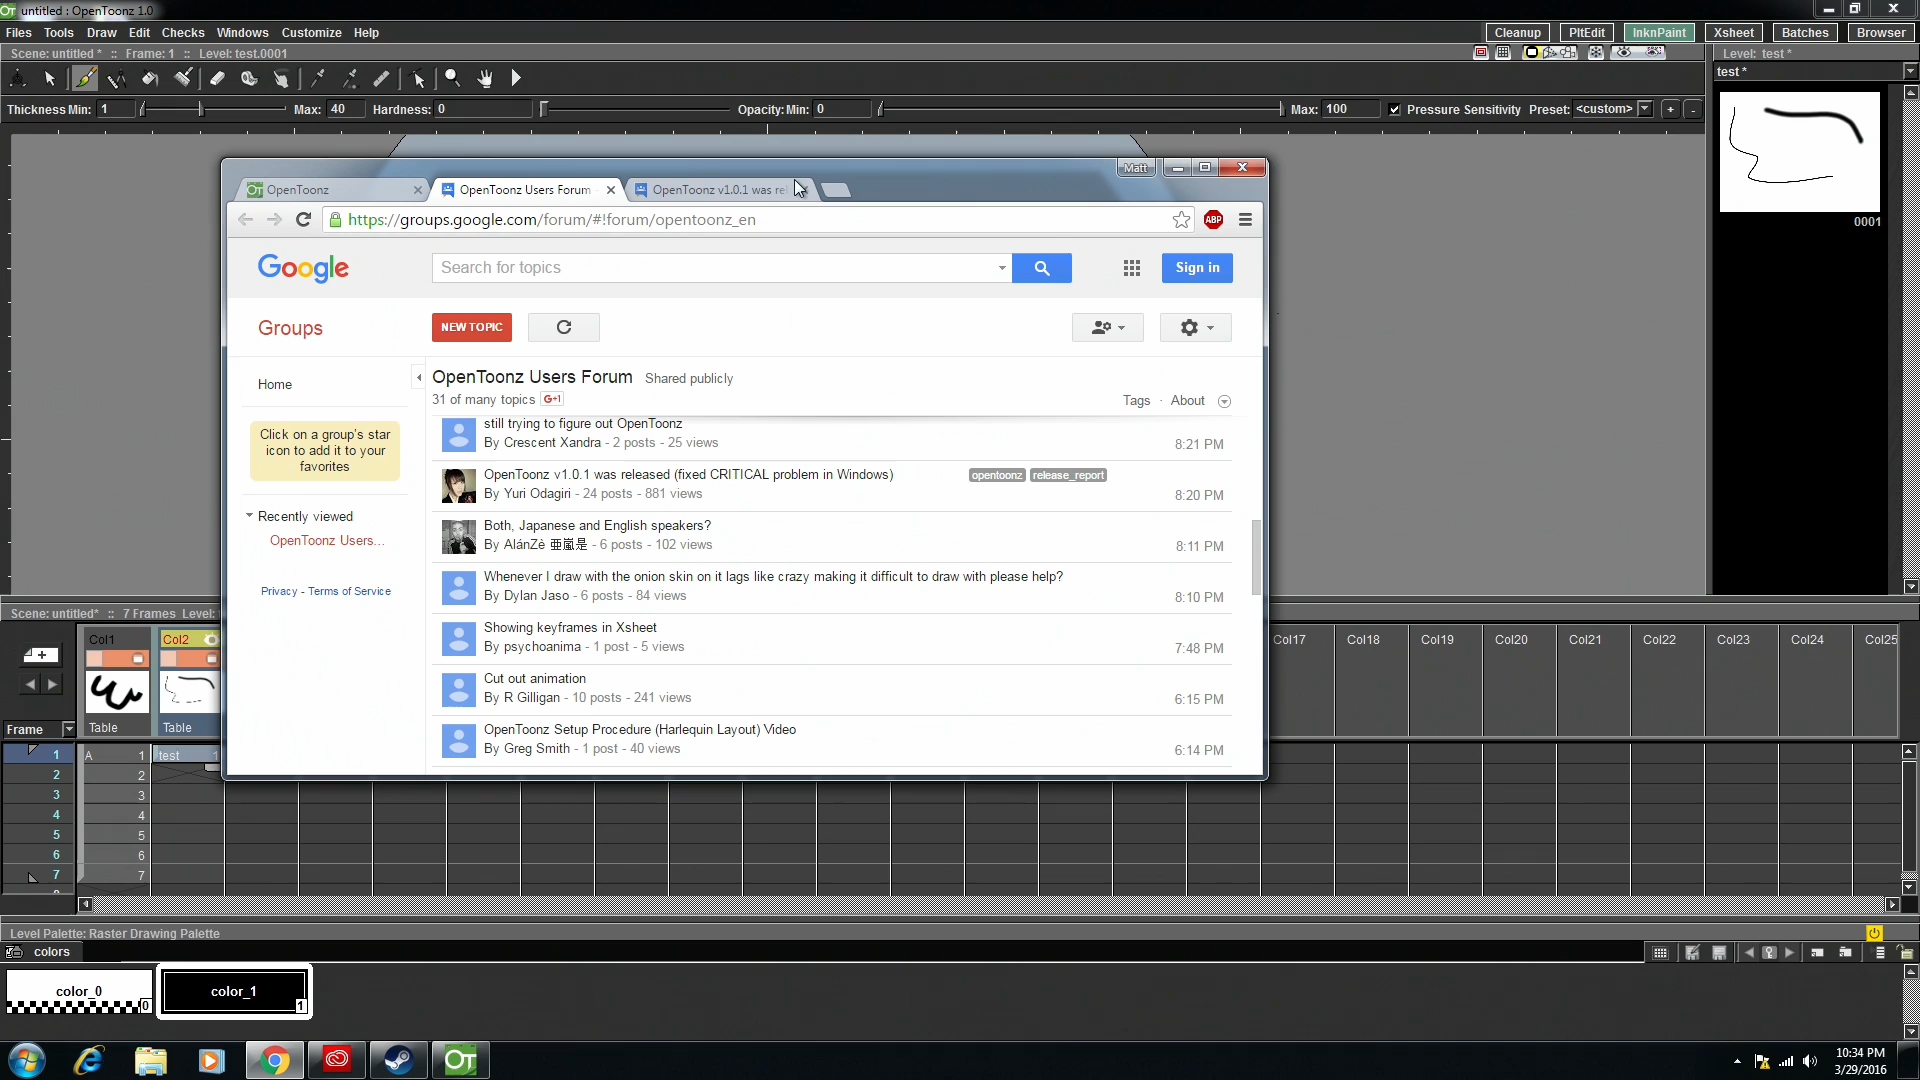 untitled : OpenToonz 1.0
Files Tools Draw Edit Checks Windows Customize Help
Cleanup PltEdit InknPaint Xsheet Batches Browser
Scene: untitled * :: Frame: 1 :: Level: test.0001
Level: test *
test *
Thickness Min: 1 Max: 40 Hardness: 0 Opacity: Min: 0 Max: 100 Pressure Sensitivity Preset: <custom> + -
0001
Matt
OpenToonz
OpenToonz Users Forum
OpenToonz v1.0.1 was rel
https://groups.google.com/forum/#!forum/opentoonz_en
ABP
Google
Search for topics
Sign in
Groups
NEW TOPIC
Home
Click on a group's star
icon to add it to your
favorites
Recently viewed
OpenToonz Users...
Privacy - Terms of Service
OpenToonz Users Forum Shared publicly
31 of many topics G+1
Tags · About
still trying to figure out OpenToonz
By Crescent Xandra - 2 posts - 25 views
8:21 PM
OpenToonz v1.0.1 was released (fixed CRITICAL problem in Windows)
opentoonz release_report
By Yuri Odagiri - 24 posts - 881 views
8:20 PM
Both, Japanese and English speakers?
By AlánZè 亜嵐是 - 6 posts - 102 views
8:11 PM
Whenever I draw with the onion skin on it lags like crazy making it difficult to draw with please help?
By Dylan Jaso - 6 posts - 84 views
8:10 PM
Showing keyframes in Xsheet
By psychoanima - 1 post - 5 views
7:48 PM
Cut out animation
By R Gilligan - 10 posts - 241 views
6:15 PM
OpenToonz Setup Procedure (Harlequin Layout) Video
By Greg Smith - 1 post - 40 views
6:14 PM
Scene: untitled* :: 7 Frames Level:
Col1 Col2 Col17 Col18 Col19 Col20 Col21 Col22 Col23 Col24 Col25
Table Table
Frame
1 A 1 test 1
2 2
3 3
4 4
5 5
6 6
7 7
Level Palette: Raster Drawing Palette
colors
color_0 0
color_1 1
OT
10:34 PM
3/29/2016